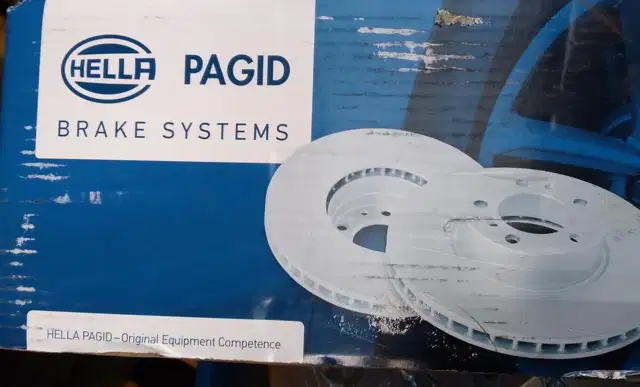 HELLA PAGID
BRAKE SYSTEMS
HELLA PAGID–Original Equipment Competence